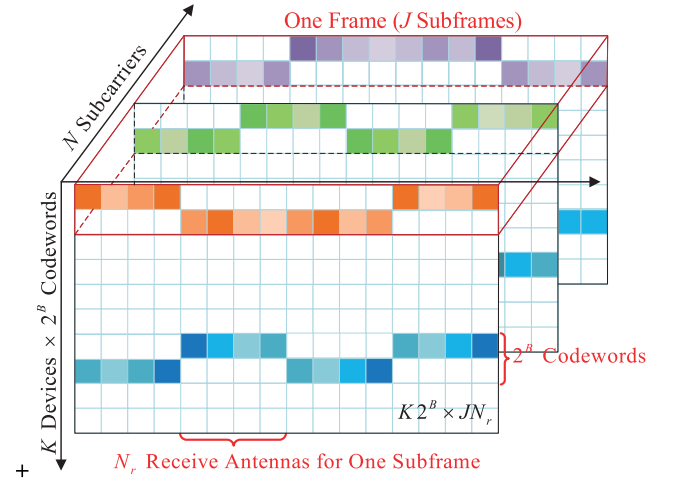 One Frame (J Subframes)
N Subcarriers
K Devices × 2^B Codewords
2^B Codewords
K2^B × JN_r
N_r Receive Antennas for One Subframe
+